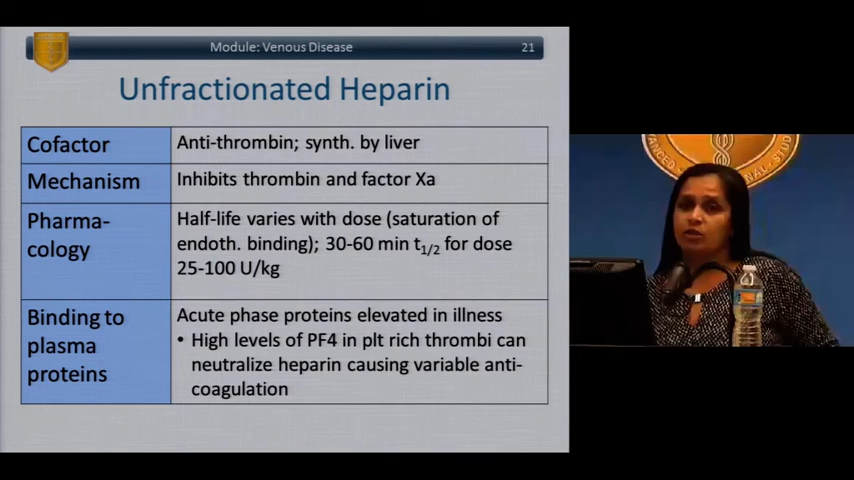 Module: Venous Disease
21
Unfractionated Heparin
Cofactor
Anti-thrombin; synth. by liver
Mechanism
Inhibits thrombin and factor Xa
Pharma-
cology
Half-life varies with dose (saturation of
endoth. binding); 30-60 min t1/2 for dose
25-100 U/kg
Binding to
plasma
proteins
Acute phase proteins elevated in illness
• High levels of PF4 in plt rich thrombi can
neutralize heparin causing variable anti-
coagulation